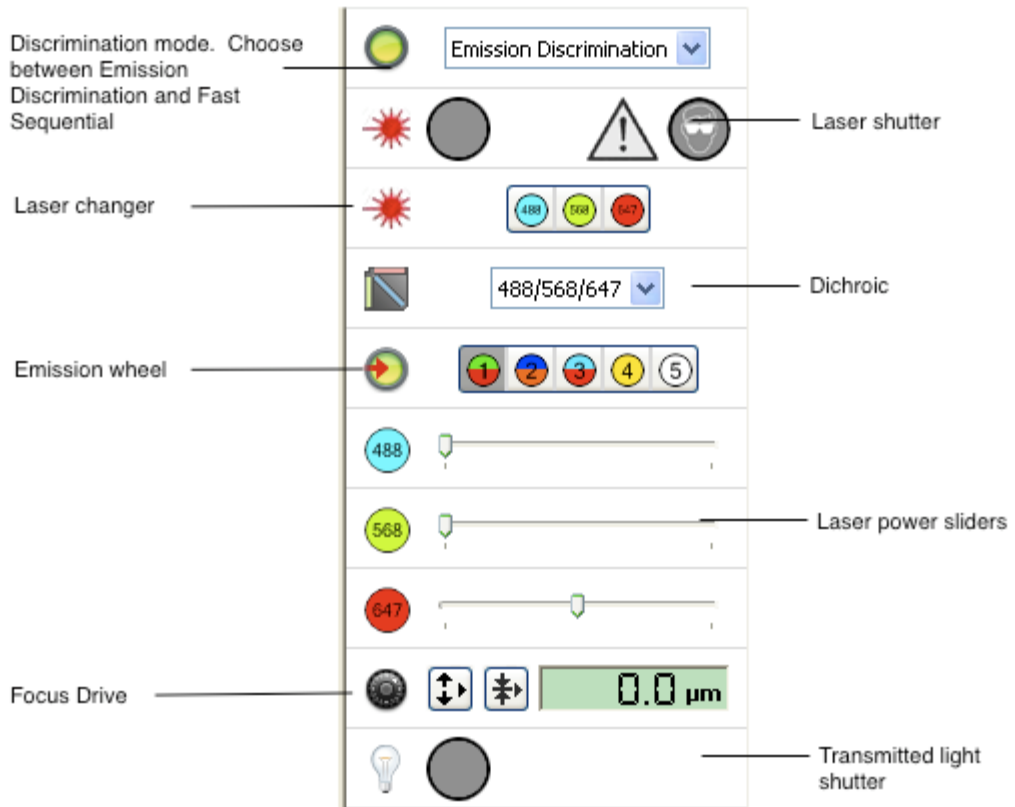 Discrimination mode. Choose
between Emission
Discrimination and Fast
Sequential
Emission Discrimination
Laser shutter
Laser changer
488 568 647
488/568/647
Dichroic
Emission wheel
1 2 3 4 5
488
568
Laser power sliders
647
Focus Drive
0.0 µm
Transmitted light
shutter